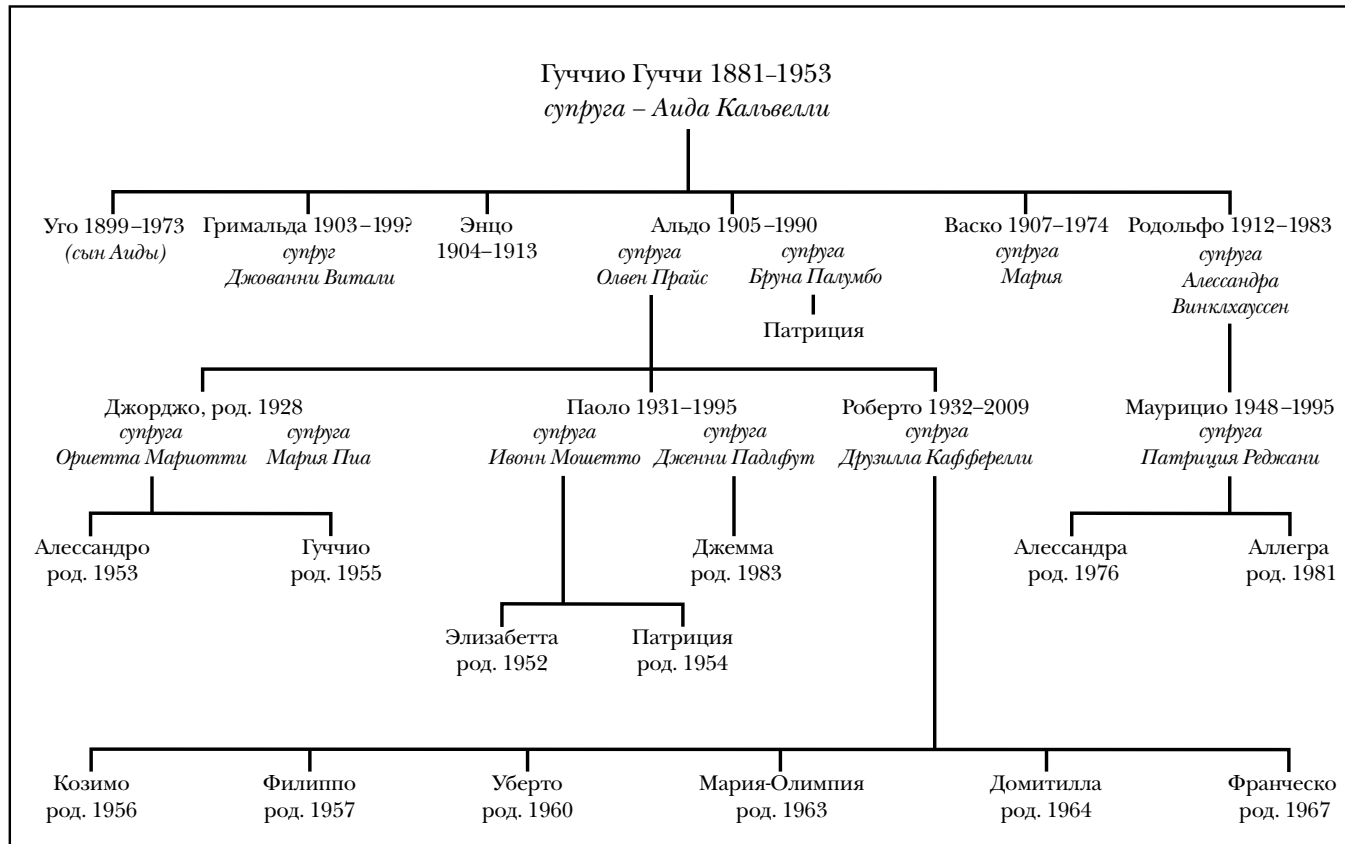 Гуччио Гуччи 1881–1953
супруга – Аида Кальвелли
Уго 1899–1973
(сын Аиды)
Гримальда 1903–199?
супруг
Джованни Витали
Энцо
1904–1913
Альдо 1905–1990
супруга
Олвен Прайс
супруга
Бруна Палумбо
Патриция
Васко 1907–1974
супруга
Мария
Родольфо 1912–1983
супруга
Алессандра
Винклхауссен
Джорджо, род. 1928
супруга
Ориетта Мариотти
супруга
Мария Пиа
Паоло 1931–1995
супруга
Ивонн Мошетто
супруга
Дженни Падлфут
Роберто 1932–2009
супруга
Друзилла Кафферелли
Маурицио 1948–1995
супруга
Патриция Реджани
Алессандро
род. 1953
Гуччио
род. 1955
Джемма
род. 1983
Алессандра
род. 1976
Аллегра
род. 1981
Элизабетта
род. 1952
Патриция
род. 1954
Козимо
род. 1956
Филиппо
род. 1957
Уберто
род. 1960
Мария-Олимпия
род. 1963
Домитилла
род. 1964
Франческо
род. 1967